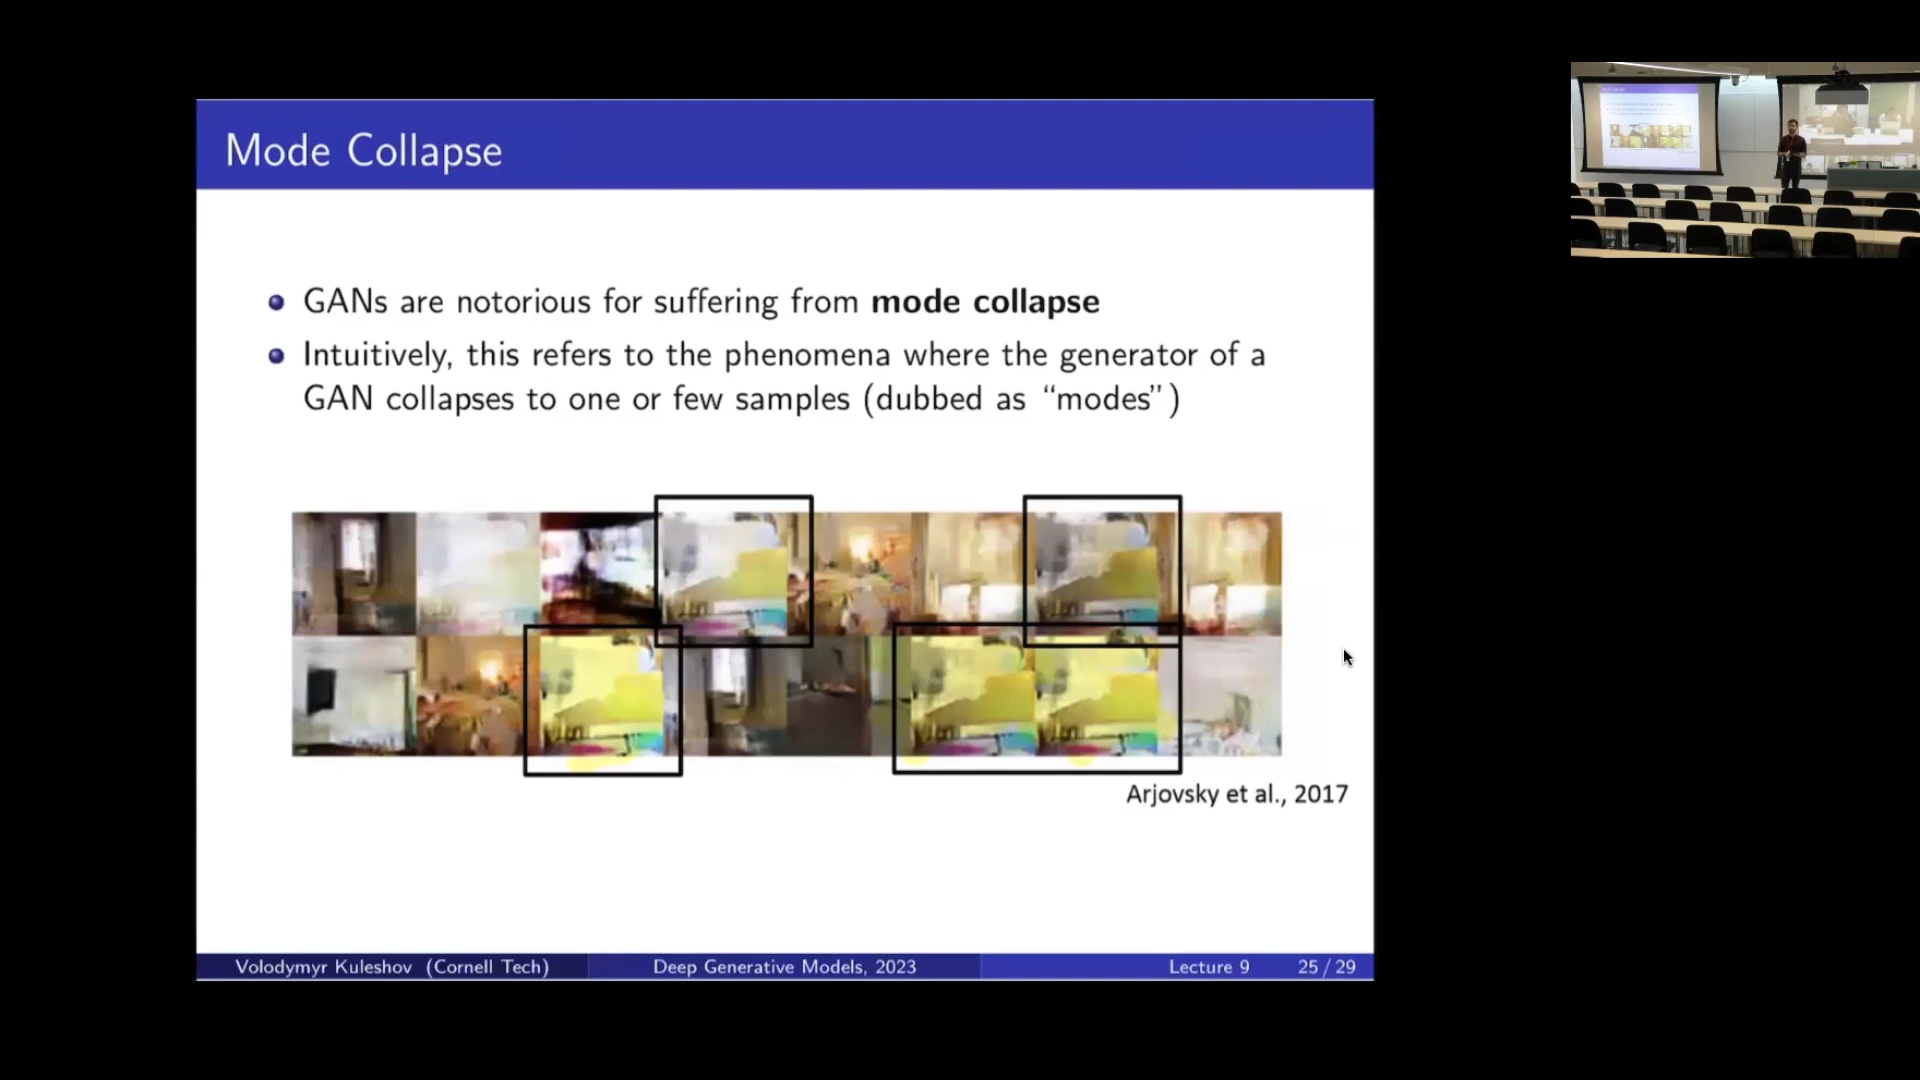 Mode Collapse
GANs are notorious for suffering from mode collapse
Intuitively, this refers to the phenomena where the generator of a
GAN collapses to one or few samples (dubbed as “modes”)
Arjovsky et al., 2017
Volodymyr Kuleshov (Cornell Tech) Deep Generative Models, 2023 Lecture 9 25 / 29